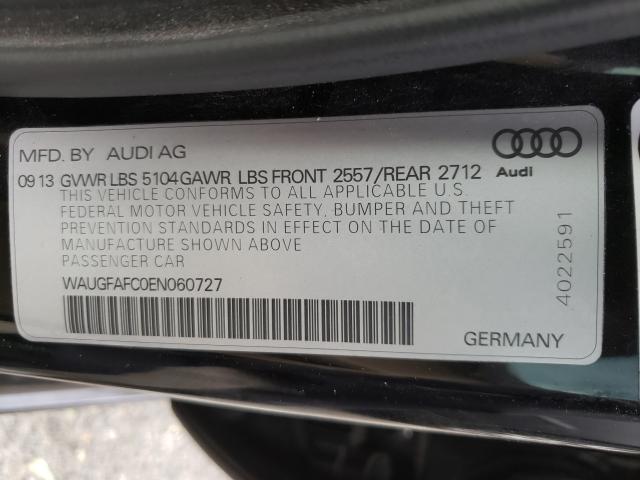 MFD. BY AUDI AG
Audi
09 13 GVWR LBS 5104 GAWR LBS FRONT 2557/REAR 2712
THIS VEHICLE CONFORMS TO ALL APPLICABLE U.S.
FEDERAL MOTOR VEHICLE SAFETY, BUMPER AND THEFT
PREVENTION STANDARDS IN EFFECT ON THE DATE OF
MANUFACTURE SHOWN ABOVE
PASSENGER CAR
WAUGFAFC0EN060727
4022591
GERMANY